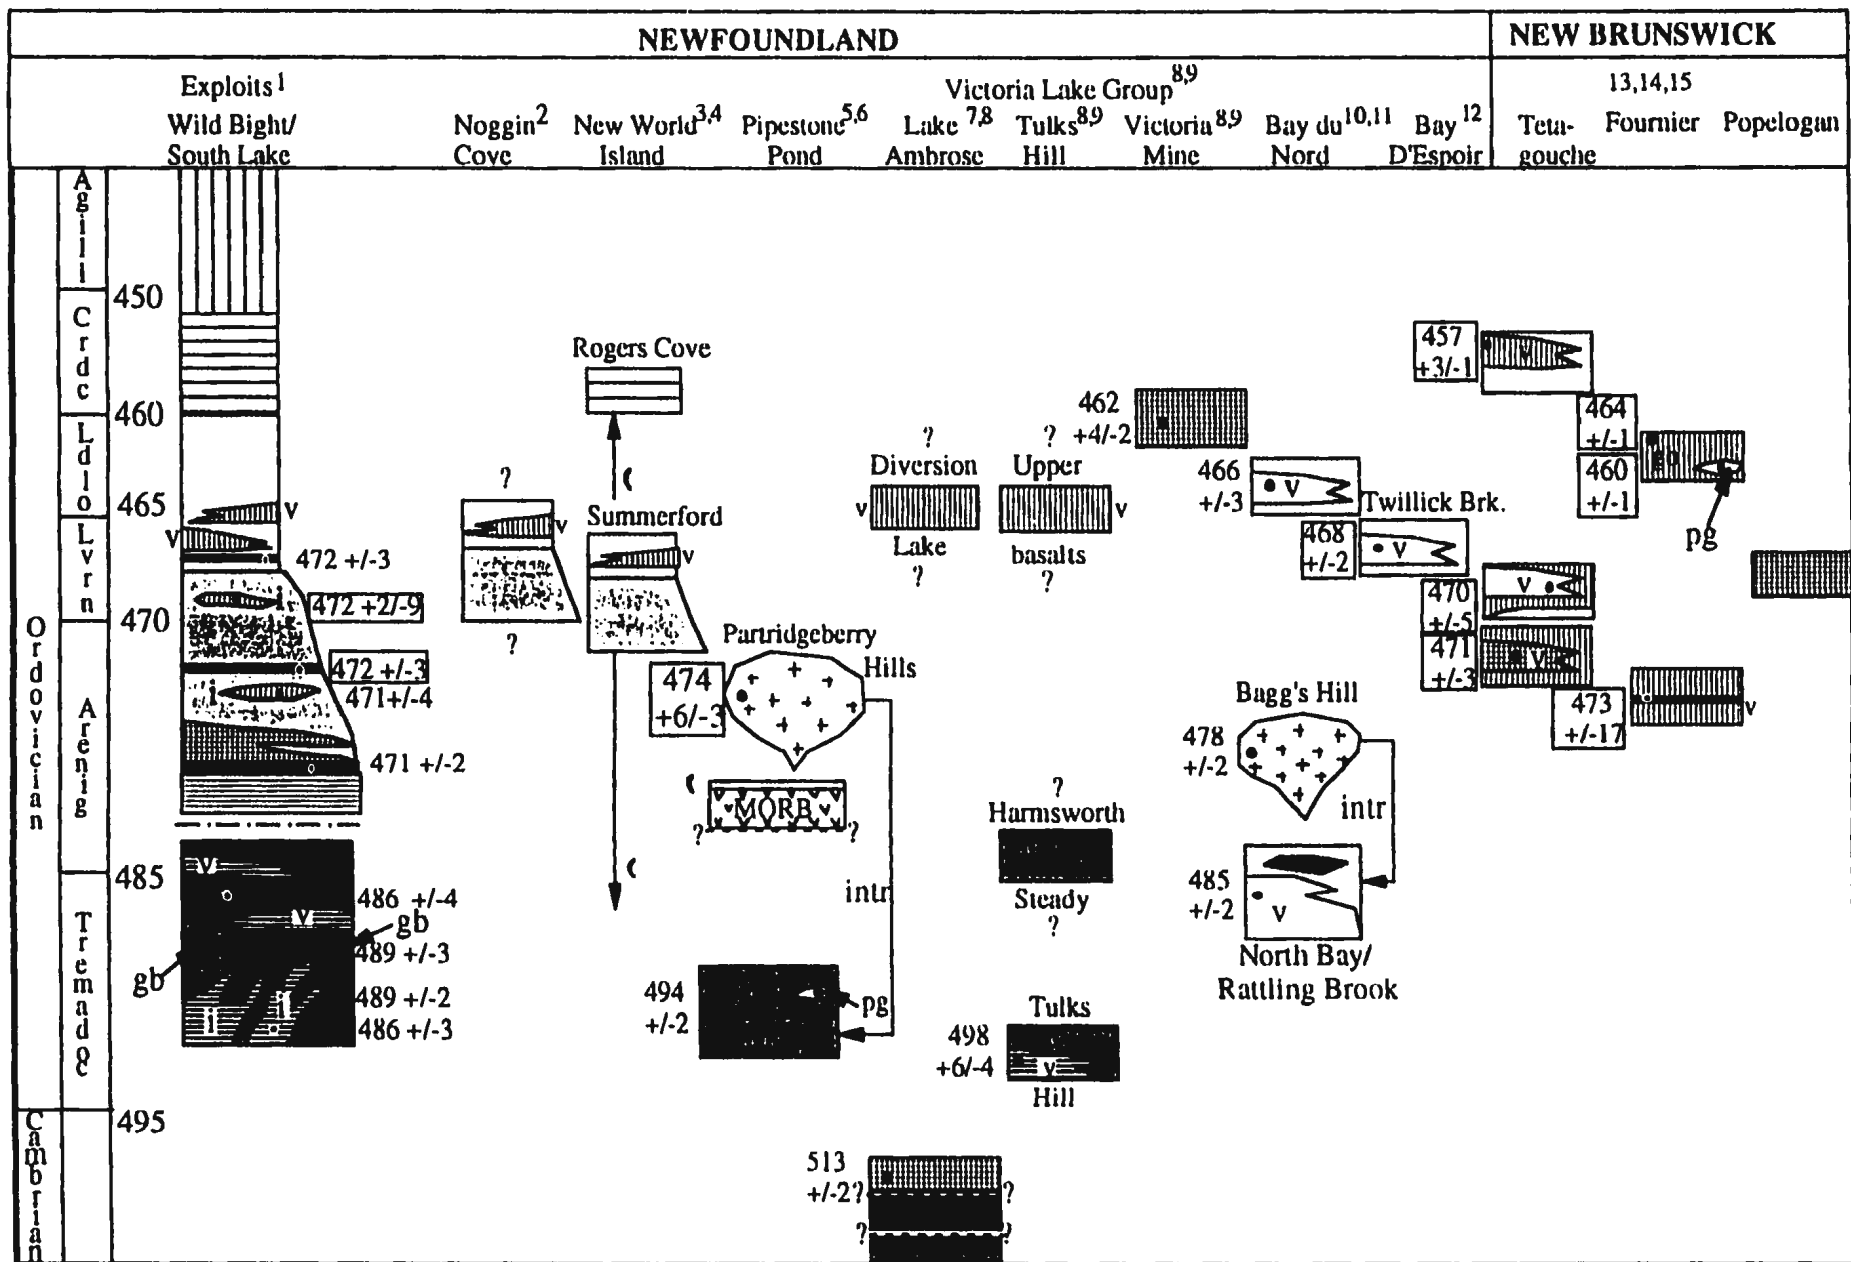 NEWFOUNDLAND
NEW BRUNSWICK
Exploits 1
Wild Bight/
South Lake
Noggin 2
Cove
New World 3,4
Island
Pipestone 5,6
Pond
Victoria Lake Group 8,9
Lake 7,8
Ambrose
Tulks 8,9
Hill
Victoria 8,9
Mine
Bay du 10,11
Nord
Bay 12
D'Espoir
13,14,15
Teta-
gouche
Fournier
Popelogan
Ordovician
Cambrian
Agill
Crdc
Ldlo
Lvrn
Arenig
Tremadoc
450
460
465
470
485
495
v
v
472 +/-3
i
472 +2/-9
472 +/-3
i
471+/-4
471 +/-2
v
486 +/-4
v
gb
489 +/-3
gb
489 +/-2
i
i
486 +/-3
?
v
?
Rogers Cove
Summerford
v
Partridgeberry
Hills
474
+6/-3
MORB
?
?
intr
494
+/-2
pg
?
Diversion
v
Lake
?
513
+/-2?
?
?
?
?
Upper
v
basalts
?
?
Harmsworth
Steady
?
Tulks
498
+6/-4
v
Hill
462
+4/-2
466
+/-3
v
Bagg's Hill
478
+/-2
intr
485
+/-2
v
North Bay/
Rattling Brook
Twillick Brk.
468
+/-2
v
457
+3/-1
v
470
+/-5
v
471
+/-3
v
464
+/-1
460
+/-1
gb
pg
473
+/-17
v